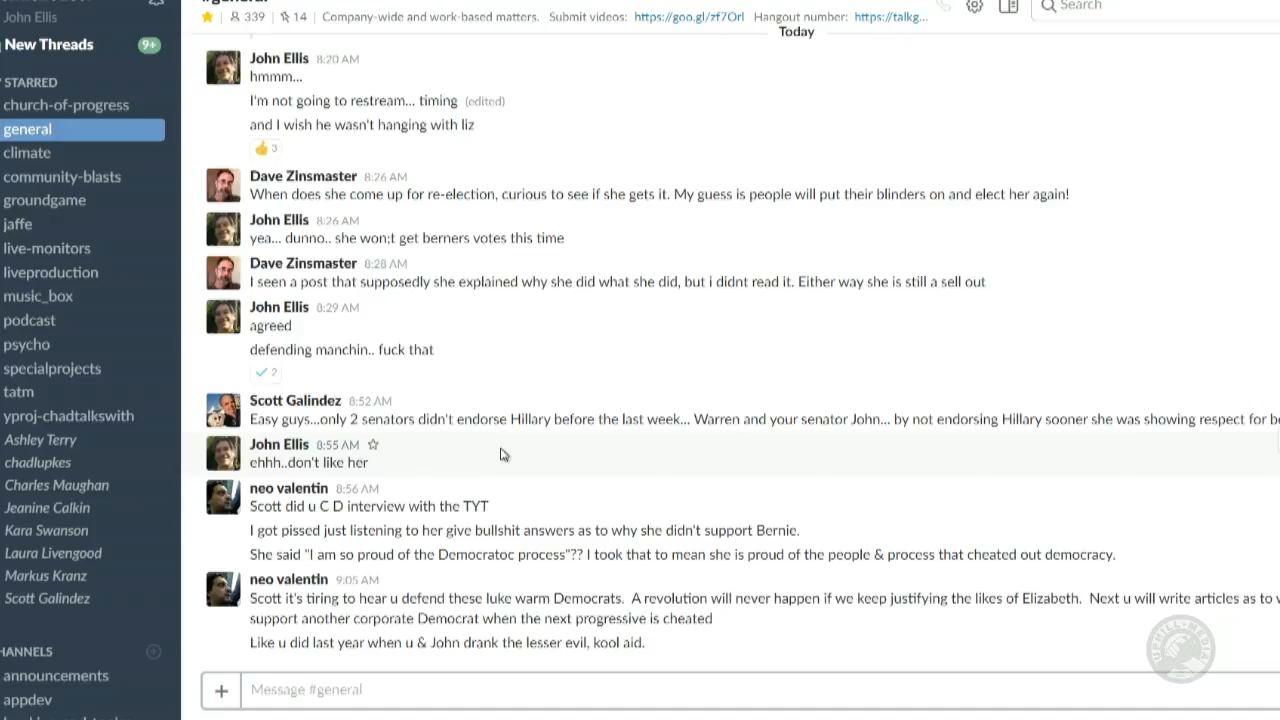 John Ellis
New Threads 9+
STARRED
church-of-progress
general
climate
community-blasts
groundgame
jaffe
live-monitors
liveproduction
music_box
podcast
psycho
specialprojects
tatm
yproj-chadtalkswith
Ashley Terry
chadlupkes
Charles Maughan
Jeanine Calkin
Kara Swanson
Laura Livengood
Markus Kranz
Scott Galindez
HANNELS
announcements
appdev
339 | 14 | Company-wide and work-based matters. Submit videos: https://goo.gl/zf7Orl Hangout number: https://talkg...
Search
Today
John Ellis 8:20 AM
hmmm...
I'm not going to restream... timing (edited)
and I wish he wasn't hanging with liz
3
Dave Zinsmaster 8:26 AM
When does she come up for re-election, curious to see if she gets it. My guess is people will put their blinders on and elect her again!
John Ellis 8:26 AM
yea... dunno.. she won;t get berners votes this time
Dave Zinsmaster 8:28 AM
I seen a post that supposedly she explained why she did what she did, but i didnt read it. Either way she is still a sell out
John Ellis 8:29 AM
agreed
defending manchin.. fuck that
2
Scott Galindez 8:52 AM
Easy guys...only 2 senators didn't endorse Hillary before the last week... Warren and your senator John... by not endorsing Hillary sooner she was showing respect for be
John Ellis 8:55 AM
ehhh..don't like her
neo valentin 8:56 AM
Scott did u C D interview with the TYT
I got pissed just listening to her give bullshit answers as to why she didn't support Bernie.
She said "I am so proud of the Democratoc process"?? I took that to mean she is proud of the people & process that cheated out democracy.
neo valentin 9:05 AM
Scott it's tiring to hear u defend these luke warm Democrats. A revolution will never happen if we keep justifying the likes of Elizabeth. Next u will write articles as to
support another corporate Democrat when the next progressive is cheated
Like u did last year when u & John drank the lesser evil, kool aid.
Message #general
UPHILL MEDIA